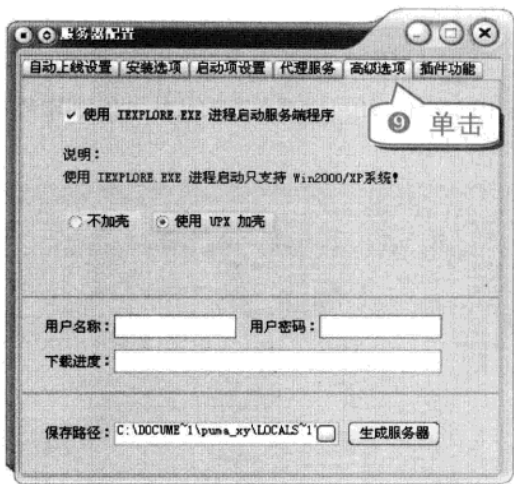 服务器配置
自动上线设置 安装选项 启动项设置 代理服务 高级选项 插件功能
❾ 单击
使用 IEXPLORE.EXE 进程启动服务端程序
说明：
使用 IEXPLORE.EXE 进程启动只支持 Win2000/XP系统!
不加壳 使用 UPX 加壳
用户名称： 用户密码：
下载进度：
保存路径： C:\DOCUME~1\puma_xy\LOCALS~1\ 生成服务器